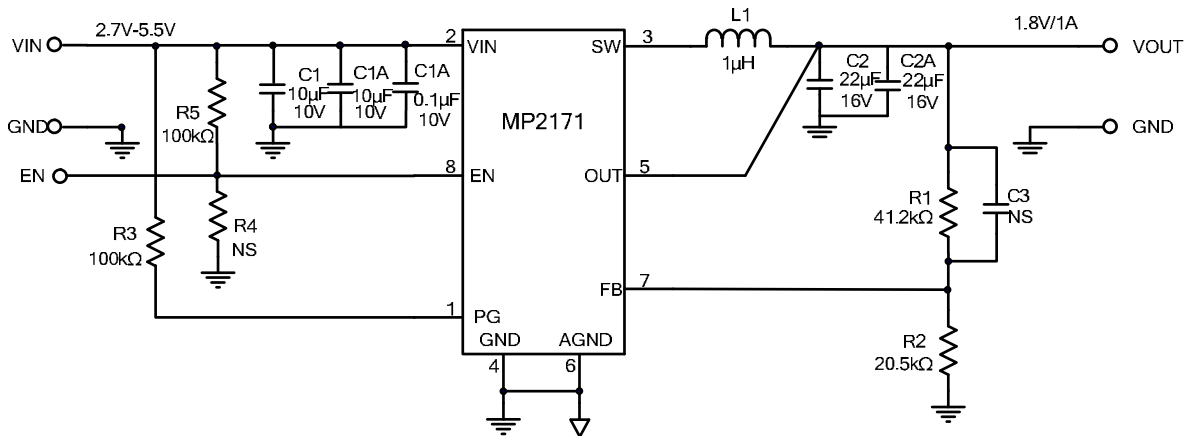 L1
1µH
2.7V-5.5V
1.8V/1A
VIN
2
VIN
SW
3
VOUT
C1
10µF
10V
C1A
10µF
10V
C1A
0.1µF
10V
C2
22µF
16V
C2A
22µF
16V
R5
100kΩ
MP2171
GND
GND
EN
8
EN
OUT
5
R4
NS
R3
100kΩ
R1
41.2kΩ
C3
NS
FB
7
1
PG
GND
AGND
4
6
R2
20.5kΩ